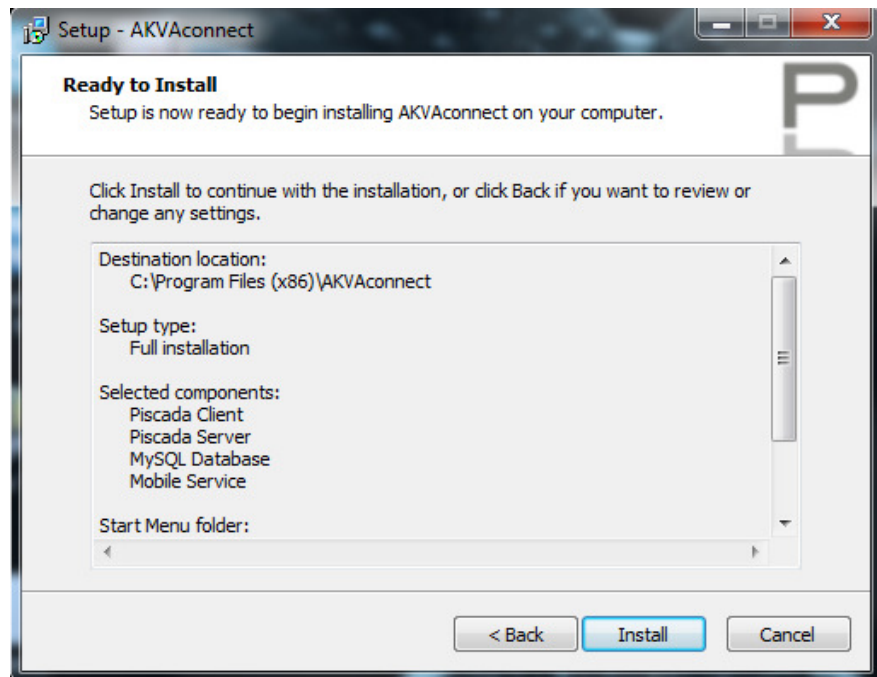 Setup - AKVAconnect
Ready to Install
Setup is now ready to begin installing AKVAconnect on your computer.
P
Click Install to continue with the installation, or click Back if you want to review or
change any settings.
Destination location:
C:\Program Files (x86)\AKVAconnect
Setup type:
Full installation
Selected components:
Piscada Client
Piscada Server
MySQL Database
Mobile Service
Start Menu folder:
< Back
Install
Cancel